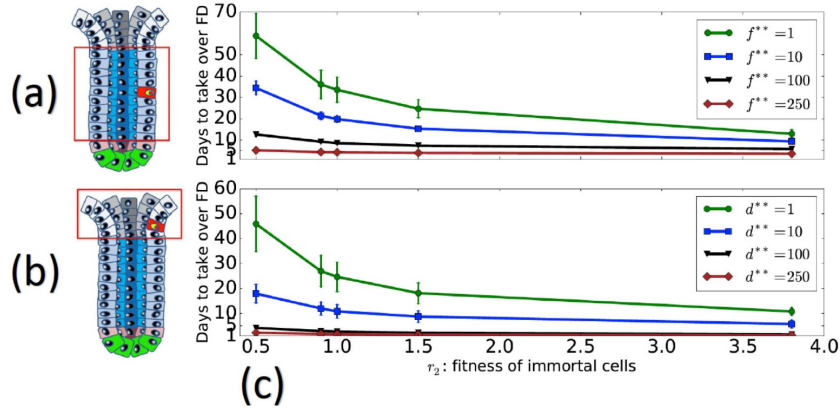 (a)
Days to take over FD
70
60
50
40
30
20
10
5
1
f** = 1
f** = 10
f** = 100
f** = 250
(b)
Days to take over FD
60
50
40
30
20
10
5
1
d** = 1
d** = 10
d** = 100
d** = 250
0.5 1.0 1.5 2.0 2.5 3.0 3.5 4.0
(c)
r₂: fitness of immortal cells